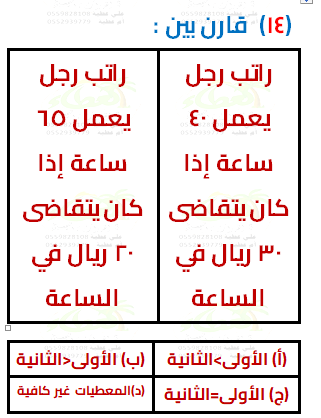 (١٤) قارن بين :
راتب رجل
يعمل ٤٠
ساعة إذا
كان يتقاضى
٣٠ ريال في
الساعة
راتب رجل
يعمل ٦٥
ساعة إذا
كان يتقاضى
٢٠ ريال في
الساعة
(أ) الأولى>الثانية
(ب) الأولى<الثانية
(ج) الأولى=الثانية
(د)المعطيات غير كافية